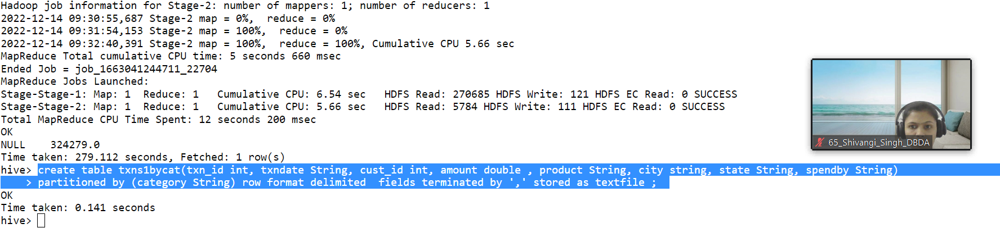 Hadoop job information for Stage-2: number of mappers: 1; number of reducers: 1
2022-12-14 09:30:55,687 Stage-2 map = 0%,  reduce = 0%
2022-12-14 09:31:54,153 Stage-2 map = 100%,  reduce = 0%
2022-12-14 09:32:40,391 Stage-2 map = 100%,  reduce = 100%, Cumulative CPU 5.66 sec
MapReduce Total cumulative CPU time: 5 seconds 660 msec
Ended Job = job_1663041244711_22704
MapReduce Jobs Launched:
Stage-Stage-1: Map: 1  Reduce: 1   Cumulative CPU: 6.54 sec   HDFS Read: 270685 HDFS Write: 121 HDFS EC Read: 0 SUCCESS
Stage-Stage-2: Map: 1  Reduce: 1   Cumulative CPU: 5.66 sec   HDFS Read: 5784 HDFS Write: 111 HDFS EC Read: 0 SUCCESS
Total MapReduce CPU Time Spent: 12 seconds 200 msec
OK
NULL    324279.0
Time taken: 279.112 seconds, Fetched: 1 row(s)
hive> create table txns1bycat(txn_id int, txndate String, cust_id int, amount double , product String, city string, state String, spendby String)
    > partitioned by (category String) row format delimited  fields terminated by ',' stored as textfile ;
OK
Time taken: 0.141 seconds
hive>
65_Shivangi_Singh_DBDA